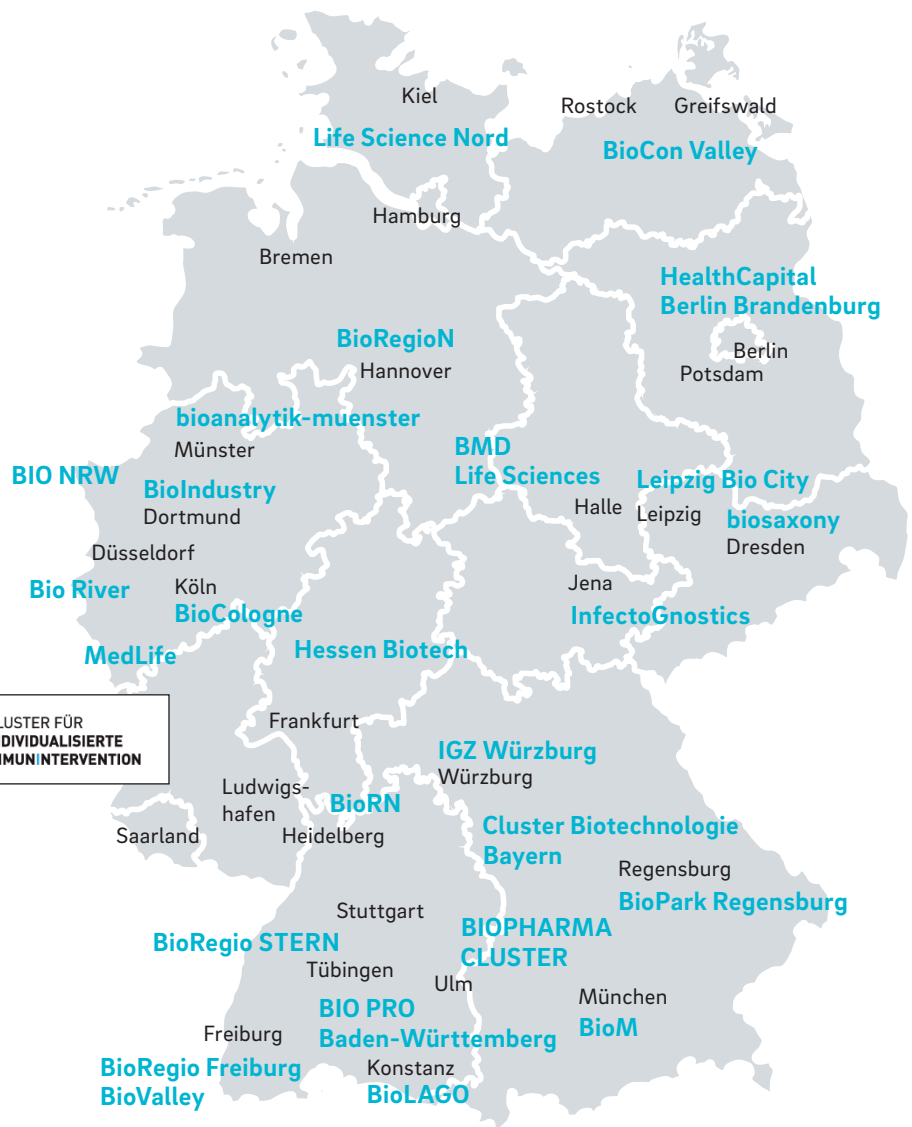 Kiel
Rostock
Greifswald
Life Science Nord
BioCon Valley
Hamburg
Bremen
HealthCapital
Berlin Brandenburg
BioRegioN
Hannover
Berlin
Potsdam
bioanalytik-muenster
Münster
BMD
Life Sciences
BIO NRW
BioIndustry
Dortmund
Leipzig Bio City
Halle
Leipzig
biosaxony
Dresden
Düsseldorf
Bio River
Köln
BioCologne
Jena
InfectoGnostics
MedLife
Hessen Biotech
LUSTER FÜR
DIVIDUALISIERTE
MUNINTERVENTION
Frankfurt
IGZ Würzburg
Würzburg
Ludwigs-
hafen
BioRN
Saarland
Heidelberg
Cluster Biotechnologie
Bayern
Regensburg
BioPark Regensburg
Stuttgart
BioRegio STERN
BIOPHARMA
CLUSTER
Tübingen
Ulm
München
BioM
BIO PRO
Baden-Württemberg
Freiburg
BioRegio Freiburg
BioValley
Konstanz
BioLAGO